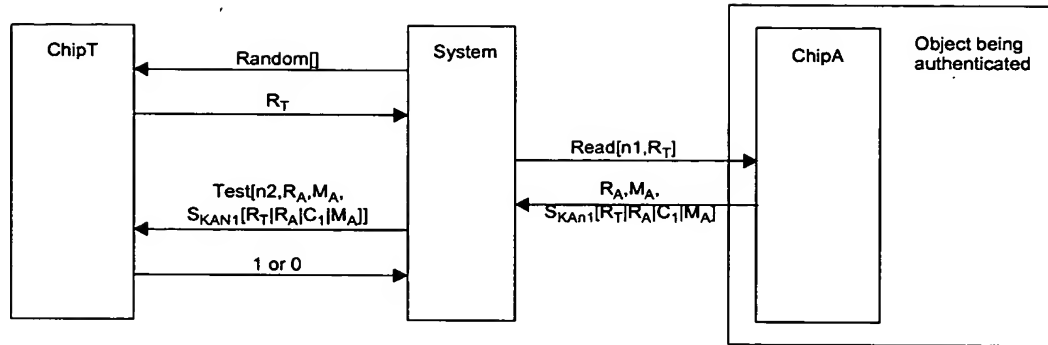 ChipT
System
ChipA
Object being
authenticated
Random[]
R_T
Read[n1,R_T]
R_A,M_A,
S_KAn1[R_T|R_A|C_1|M_A]
Test[n2,R_A,M_A,
S_KAN1[R_T|R_A|C_1|M_A]]
1 or 0